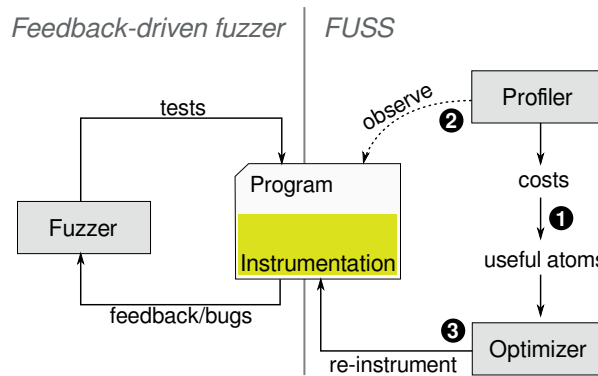 Feedback-driven fuzzer
FUSS
tests
observe
2
Profiler
Program
costs
1
Fuzzer
Instrumentation
useful atoms
feedback/bugs
3
re-instrument
Optimizer